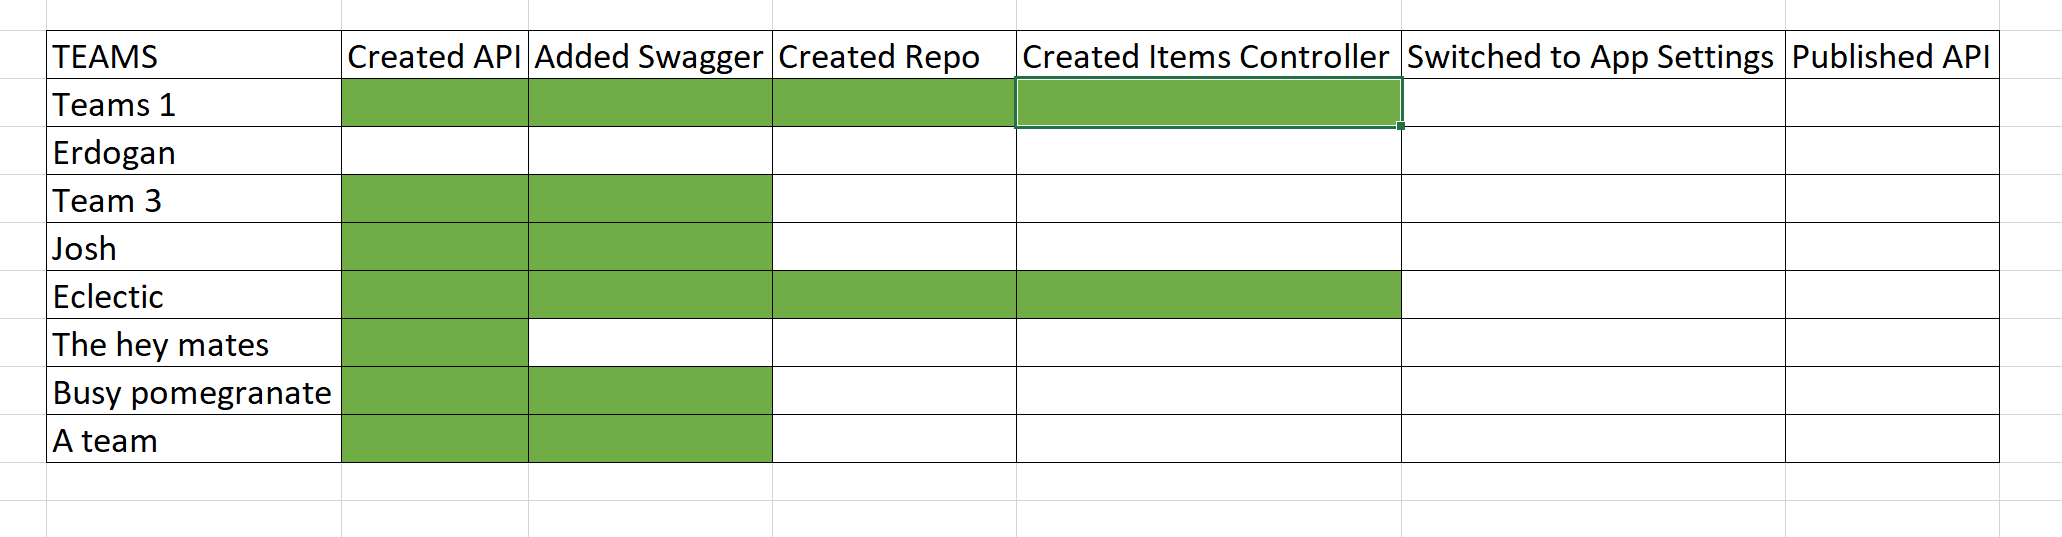 TEAMS Created API Added Swagger Created Repo Created Items Controller Switched to App Settings Published API
Teams 1
Erdogan
Team 3
Josh
Eclectic
The hey mates
Busy pomegranate
A team